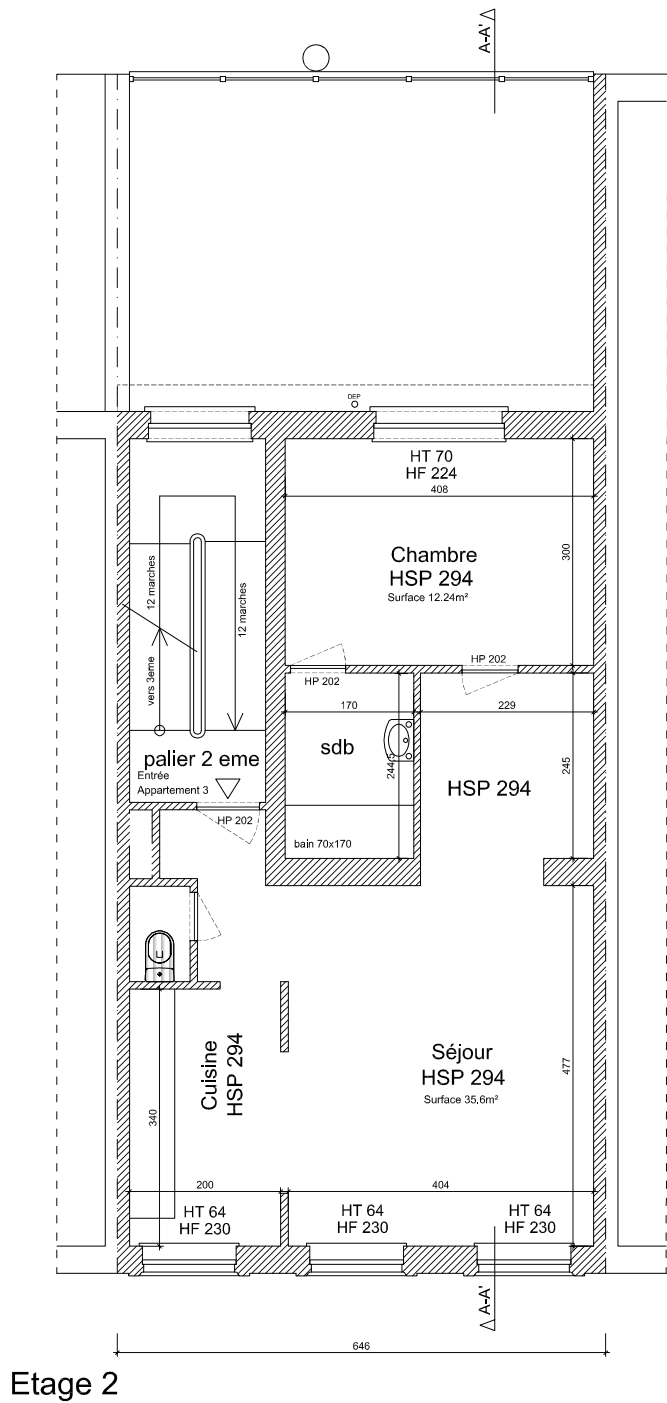 A-A'
DEP
HT 70
HF 224
408
Chambre
HSP 294
Surface 12.24m²
300
12 marches
12 marches
vers 3eme
HP 202
HP 202
170
229
sdb
244,5
245
HSP 294
palier 2 eme
Entrée
Appartement 3
HP 202
bain 70x170
Cuisine
HSP 294
Séjour
HSP 294
Surface 35,6m²
477
340
200
404
HT 64
HF 230
HT 64
HF 230
HT 64
HF 230
A-A'
646
Etage 2